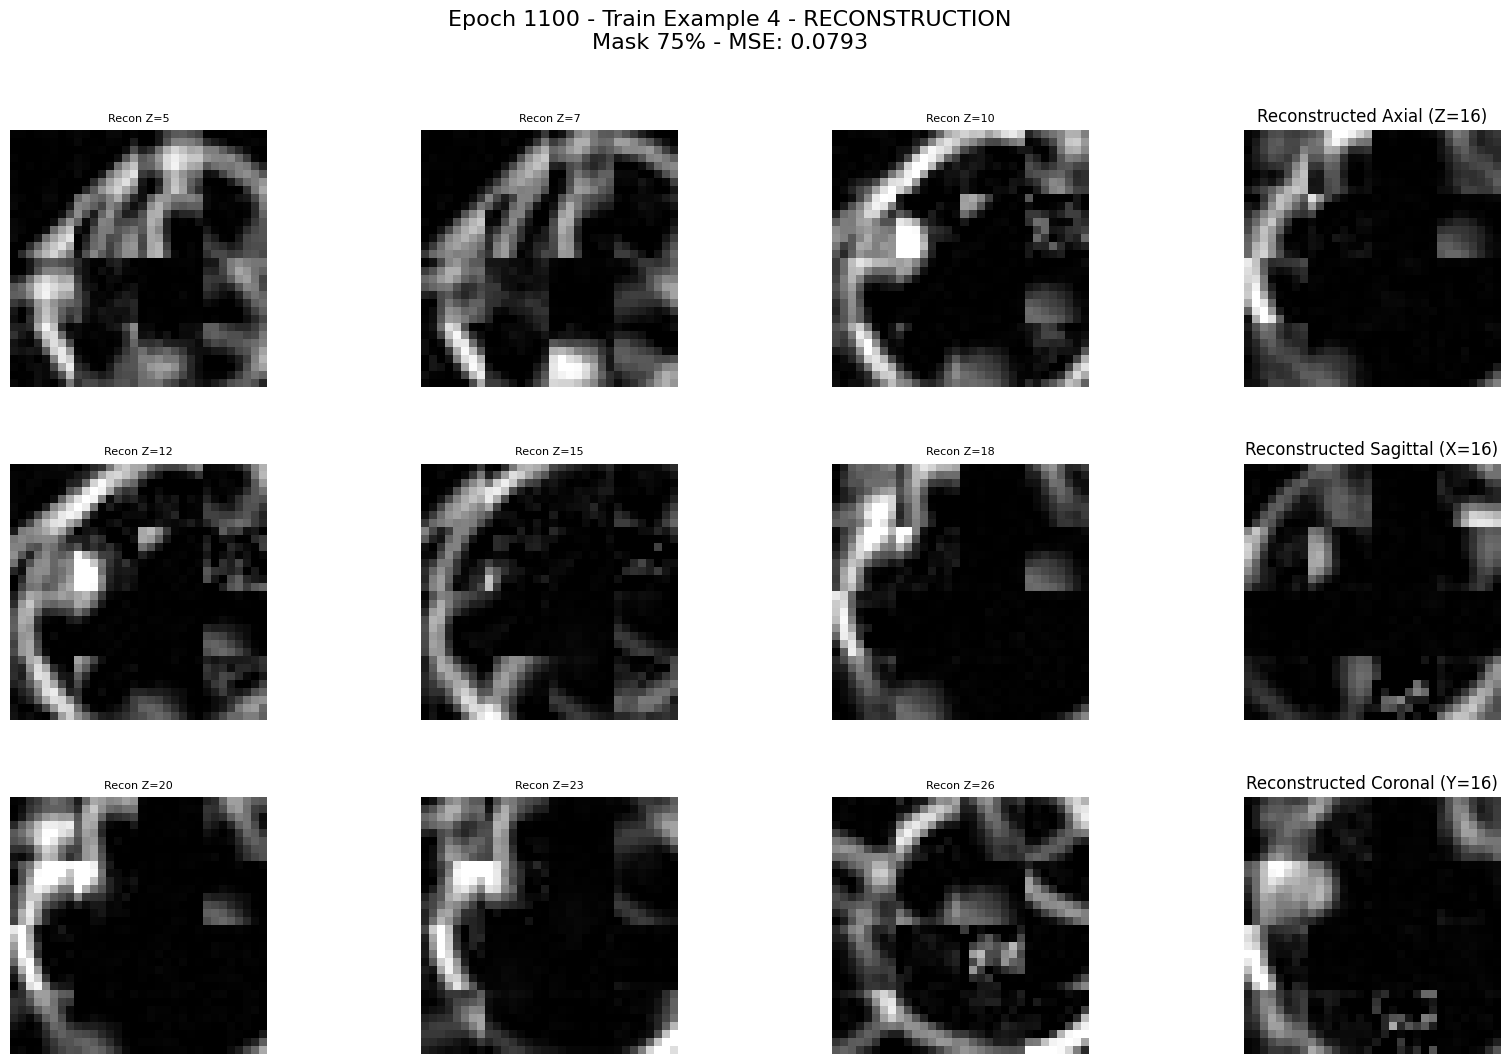 Epoch 1100 - Train Example 4 - RECONSTRUCTION
Mask 75% - MSE: 0.0793
Recon Z=5
Recon Z=7
Recon Z=10
Reconstructed Axial (Z=16)
Recon Z=12
Recon Z=15
Recon Z=18
Reconstructed Sagittal (X=16)
Recon Z=20
Recon Z=23
Recon Z=26
Reconstructed Coronal (Y=16)